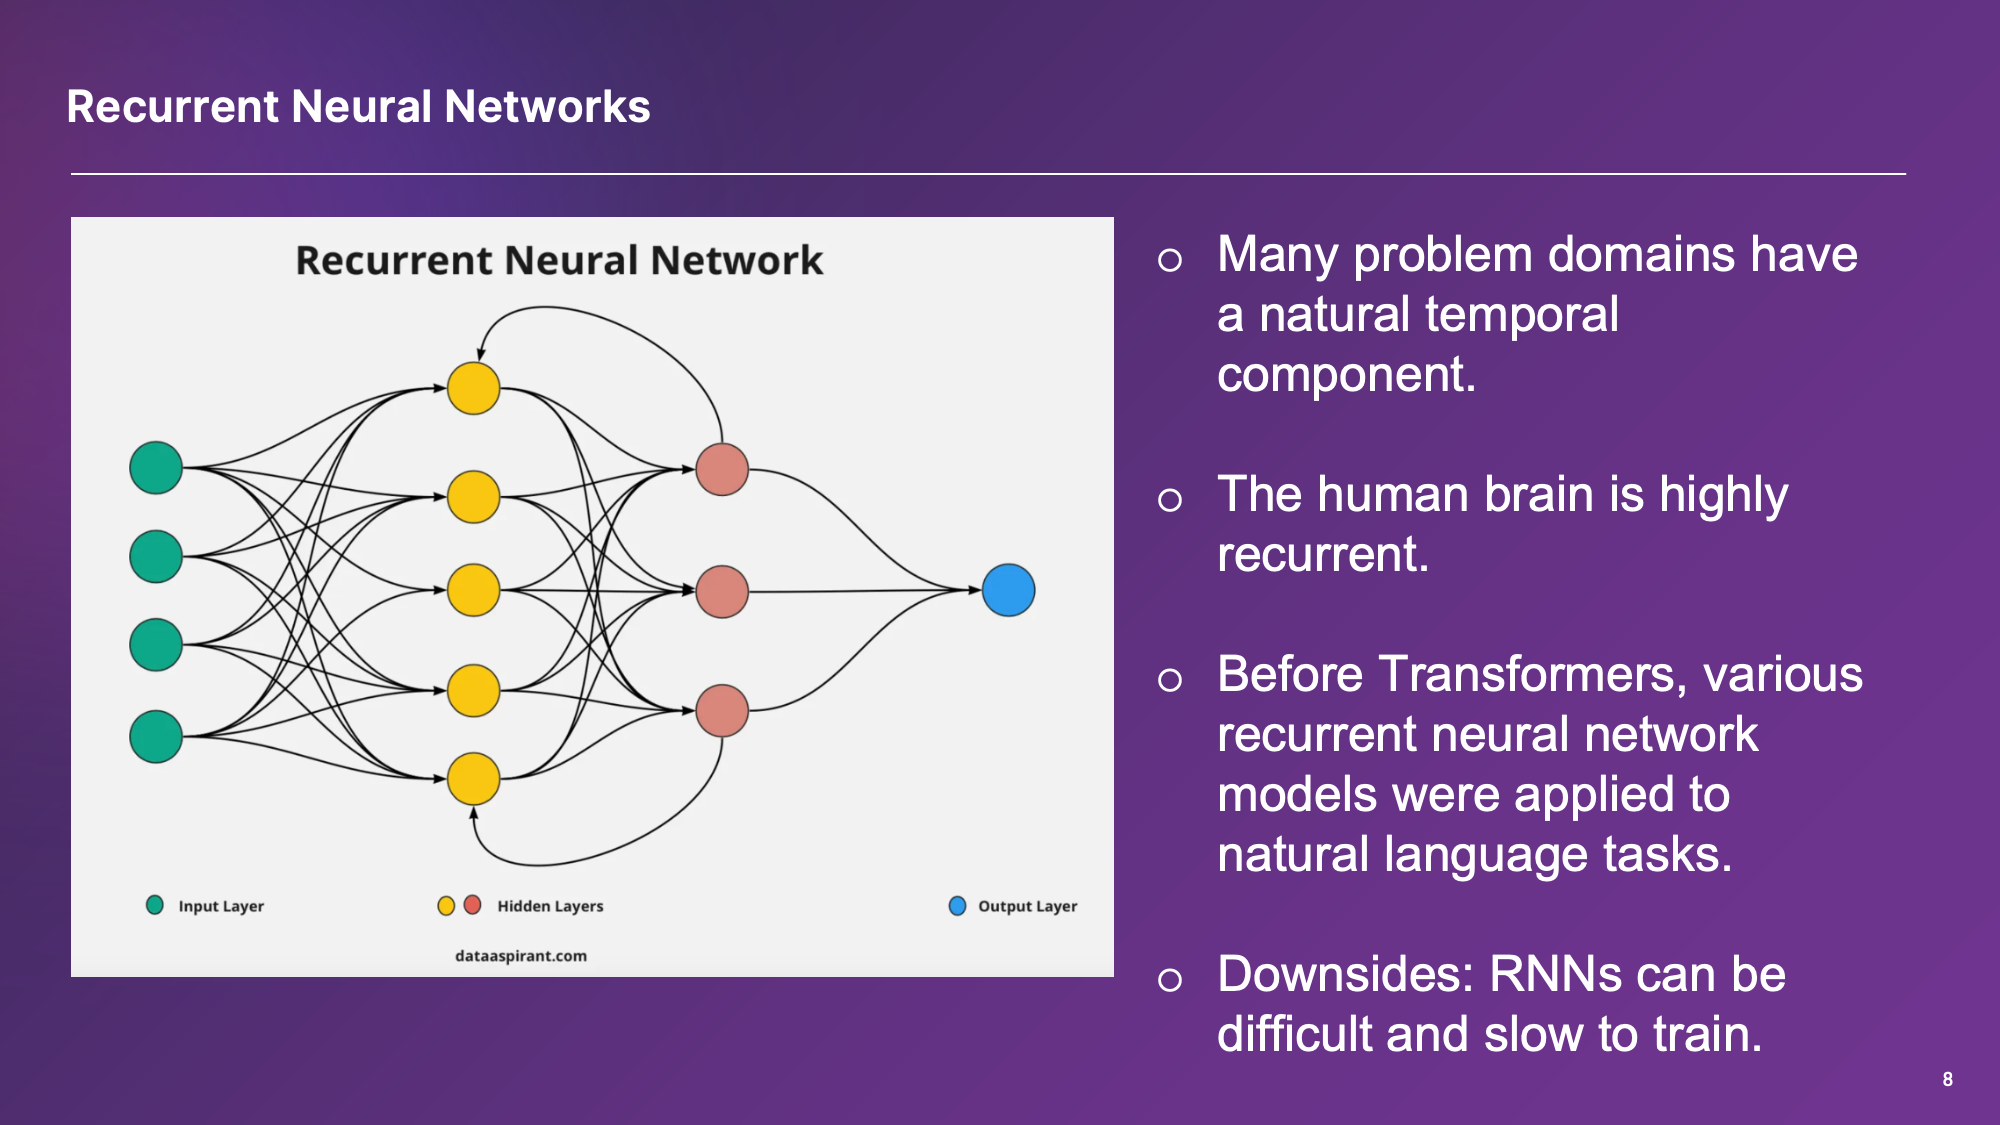 Recurrent Neural Networks
Recurrent Neural Network
Input Layer
Hidden Layers
Output Layer
dataaspirant.com
Many problem domains have
a natural temporal
component.
The human brain is highly
recurrent.
Before Transformers, various
recurrent neural network
models were applied to
natural language tasks.
Downsides: RNNs can be
difficult and slow to train.
8